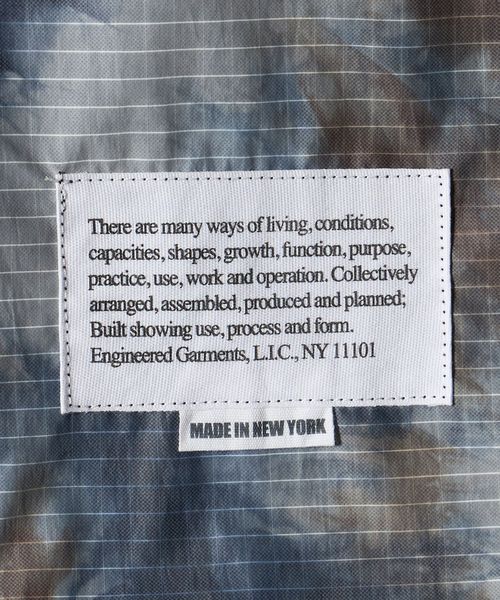 There are many ways of living, conditions,
capacities, shapes, growth, function, purpose,
practice, use, work and operation. Collectively
arranged, assembled, produced and planned;
Built showing use, process and form.
Engineered Garments, L.I.C., NY 11101
MADE IN NEW YORK